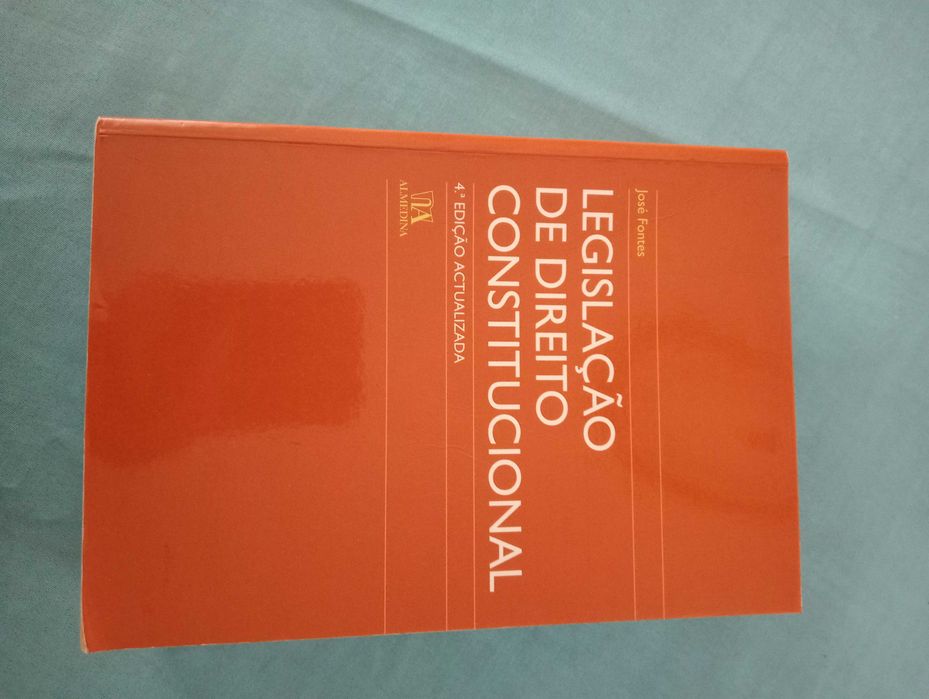 José Fontes
LEGISLAÇÃO
DE DIREITO
CONSTITUCIONAL
4.ª EDIÇÃO ACTUALIZADA
ALMEDINA